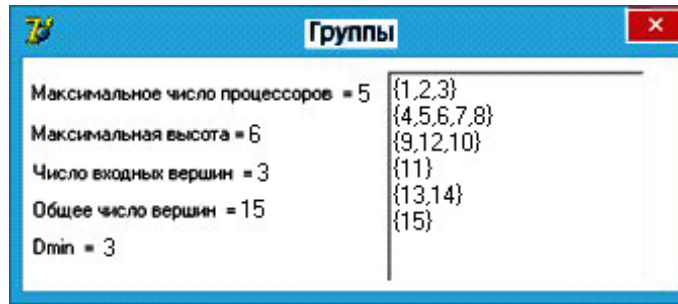 Группы
Максимальное число процессоров = 5
Максимальная высота = 6
Число входных вершин = 3
Общее число вершин = 15
Dmin = 3
{1,2,3}
{4,5,6,7,8}
{9,12,10}
{11}
{13,14}
{15}